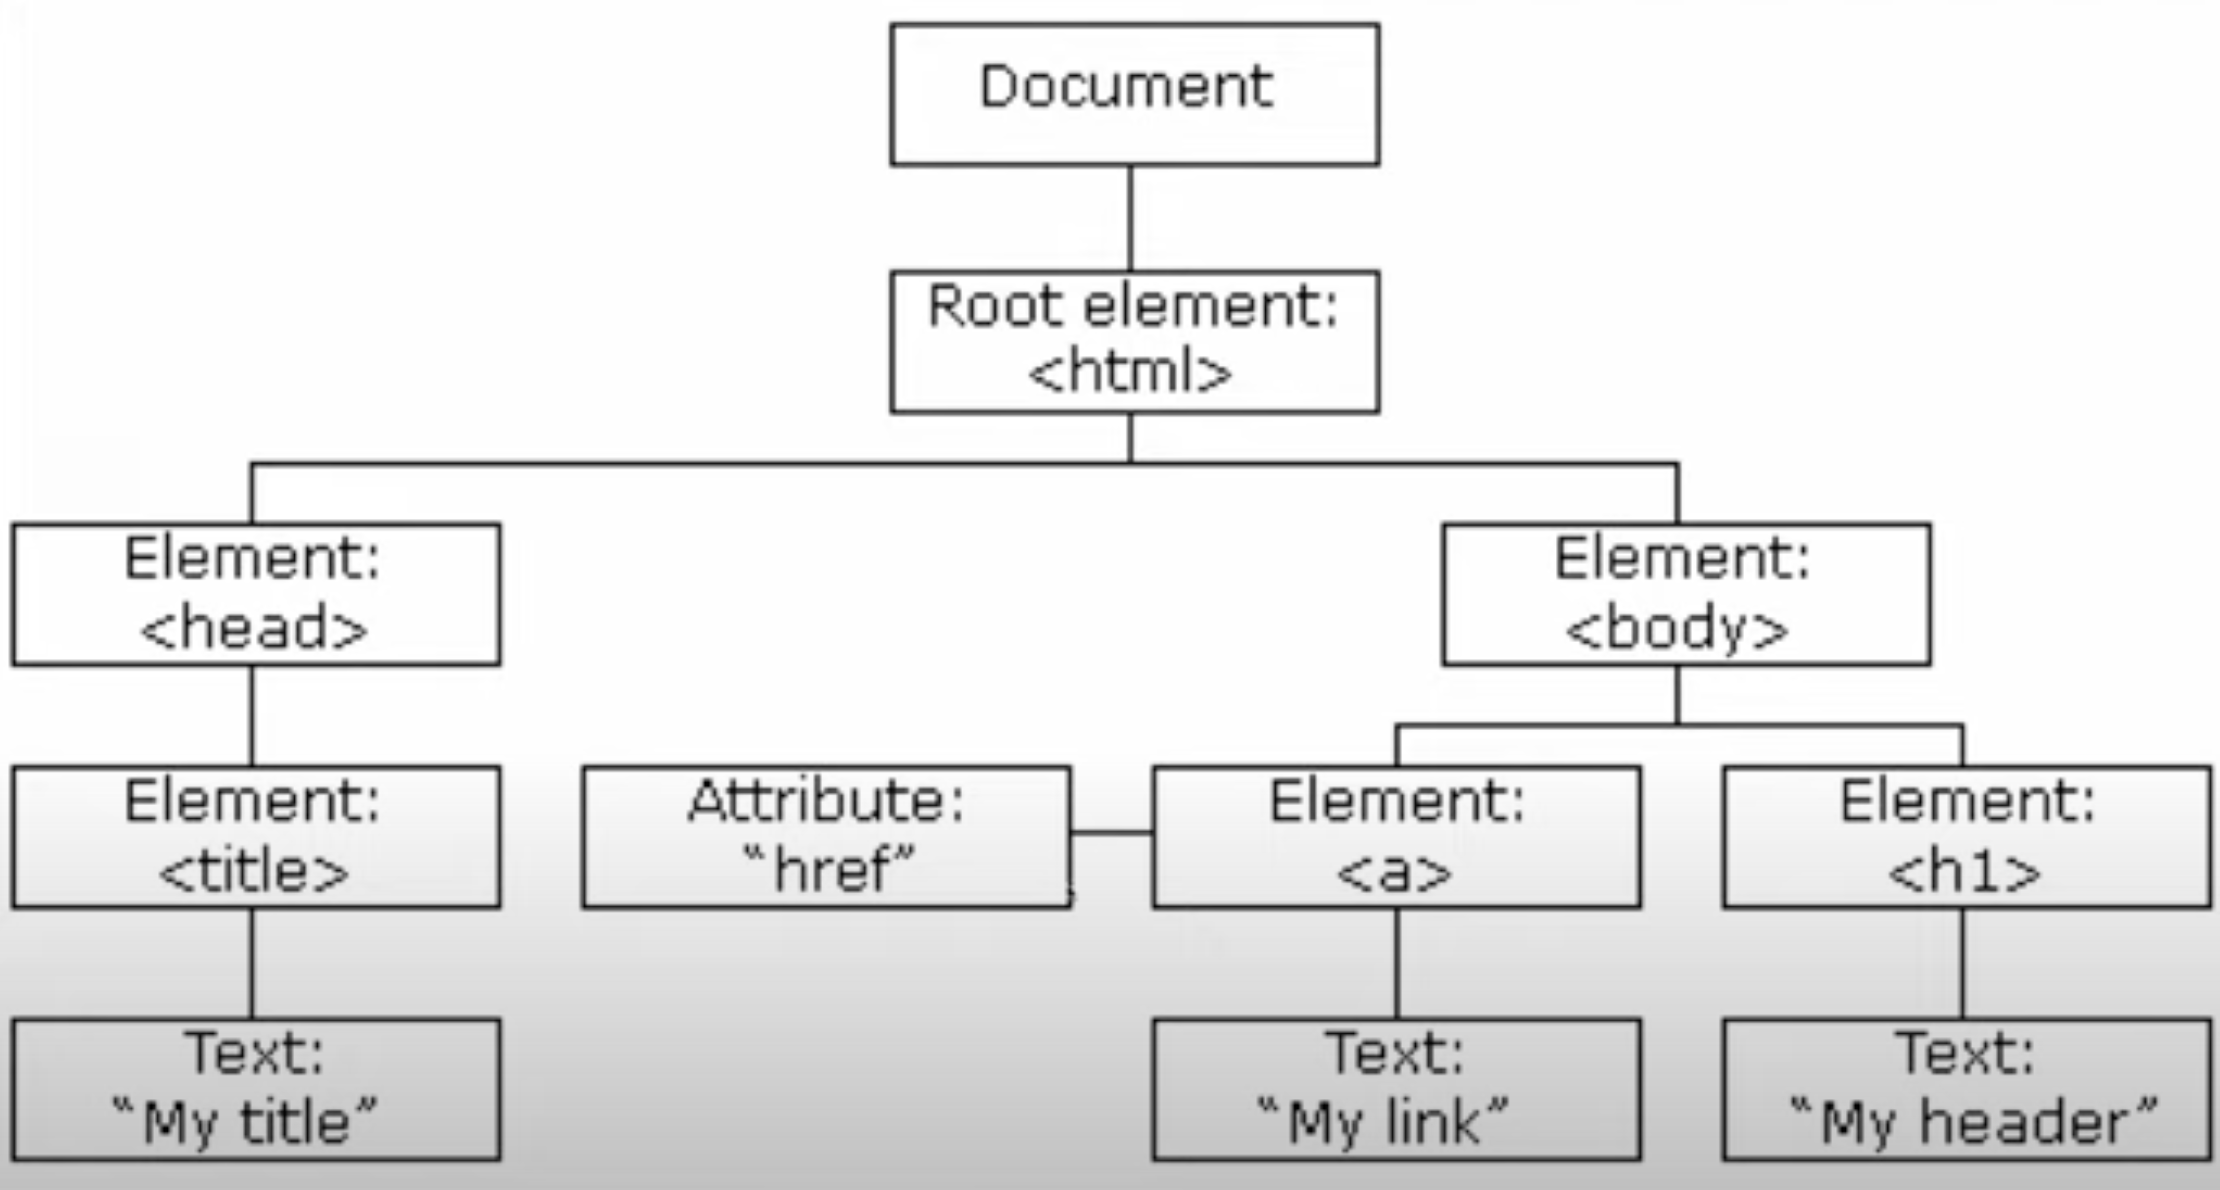 Document
Root element:
<html>
Element:
<head>
Element:
<body>
Element:
<title>
Attribute:
“href”
Element:
<a>
Element:
<h1>
Text:
“My title”
Text:
“My link”
Text:
“My header”